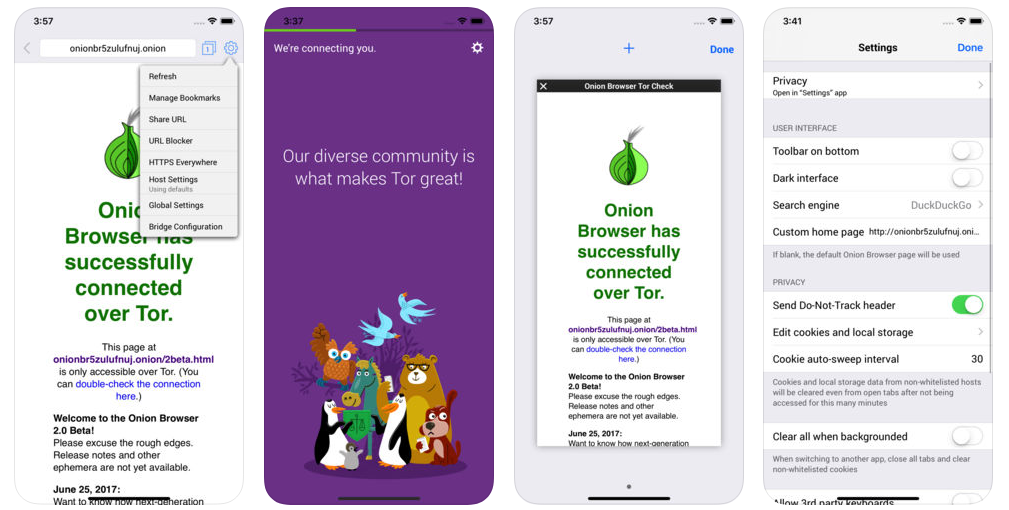 3:57
onionbr5zulufnuj.onion
1
Refresh
Manage Bookmarks
Share URL
URL Blocker
HTTPS Everywhere
Host Settings
Using defaults
Global Settings
Bridge Configuration
Onion
Browser has
successfully
connected
over Tor.
This page at
onionbr5zulufnuj.onion/2beta.html
is only accessible over Tor. (You
can double-check the connection
here.)
Welcome to the Onion Browser
2.0 Beta!
Please excuse the rough edges.
Release notes and other
ephemera are not yet available.
June 25, 2017:
Want to know how next-generation
3:37
We're connecting you.
Our diverse community is
what makes Tor great!
3:57
+
Done
Onion Browser Tor Check
Onion
Browser has
successfully
connected
over Tor.
This page at
onionbr5zulufnuj.onion/2beta.html
is only accessible over Tor. (You
can double-check the connection
here.)
Welcome to the Onion Browser
2.0 Beta!
Please excuse the rough edges.
Release notes and other
ephemera are not yet available.
June 25, 2017:
Want to know how next-generation
3:41
Settings
Done
Privacy
Open in "Settings" app
USER INTERFACE
Toolbar on bottom
Dark interface
Search engine DuckDuckGo
Custom home page http://onionbr5zulufnuj.oni...
If blank, the default Onion Browser page will be used
PRIVACY
Send Do-Not-Track header
Edit cookies and local storage
Cookie auto-sweep interval 30
Cookies and local storage data from non-whitelisted hosts
will be cleared even from open tabs after not being
accessed for this many minutes
Clear all when backgrounded
When switching to another app, close all tabs and clear
non-whitelisted cookies
Allow 3rd party keyboards